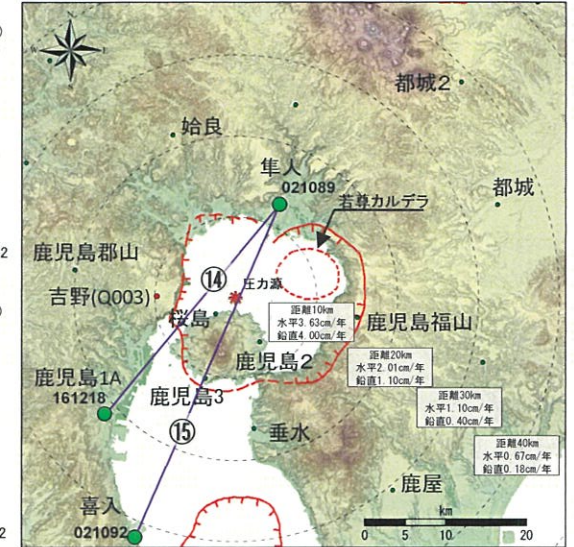 都城2
姶良
隼人
021089
若尊カルデラ
都城
鹿児島郡山
⑭
圧力源
吉野(Q003)
桜島
距離10km
水平3.63cm/年
鉛直4.00cm/年
鹿児島福山
鹿児島2
距離20km
水平2.01cm/年
鉛直1.10cm/年
鹿児島1A
161218
鹿児島3
距離30km
水平1.10cm/年
鉛直0.40cm/年
⑮
垂水
距離40km
水平0.67cm/年
鉛直0.18cm/年
鹿屋
喜入
021092
km
0 5 10 20